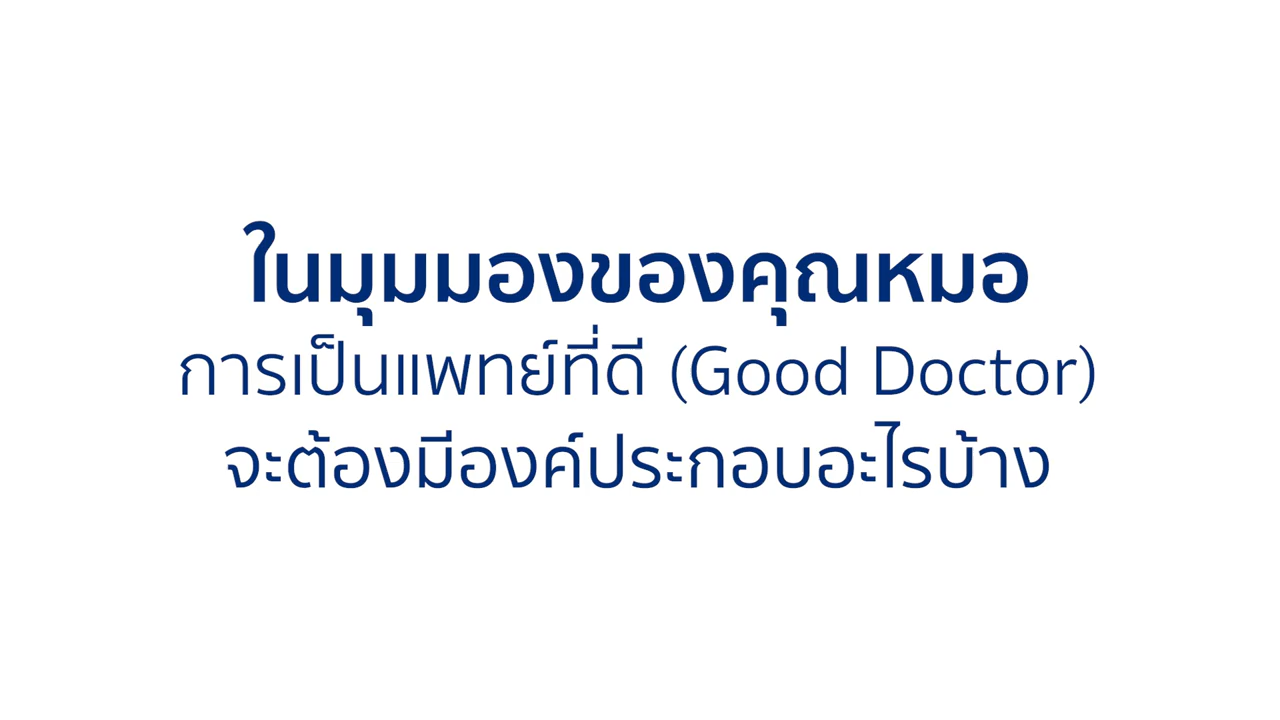 ในมุมมองของคุณหมอ
การเป็นแพทย์ที่ดี (Good Doctor)
จะต้องมีองค์ประกอบอะไรบ้าง